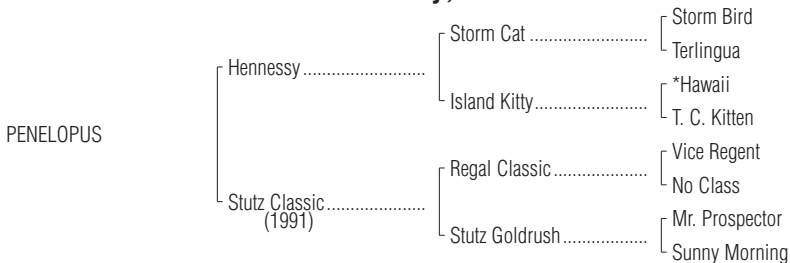 Storm Bird
Storm Cat ..........................
Terlingua
Hennessy ..........................
*Hawaii
Island Kitty .........................
T. C. Kitten
PENELOPUS
Vice Regent
Regal Classic .....................
No Class
Stutz Classic .....................
(1991)
Mr. Prospector
Stutz Goldrush ...................
Sunny Morning